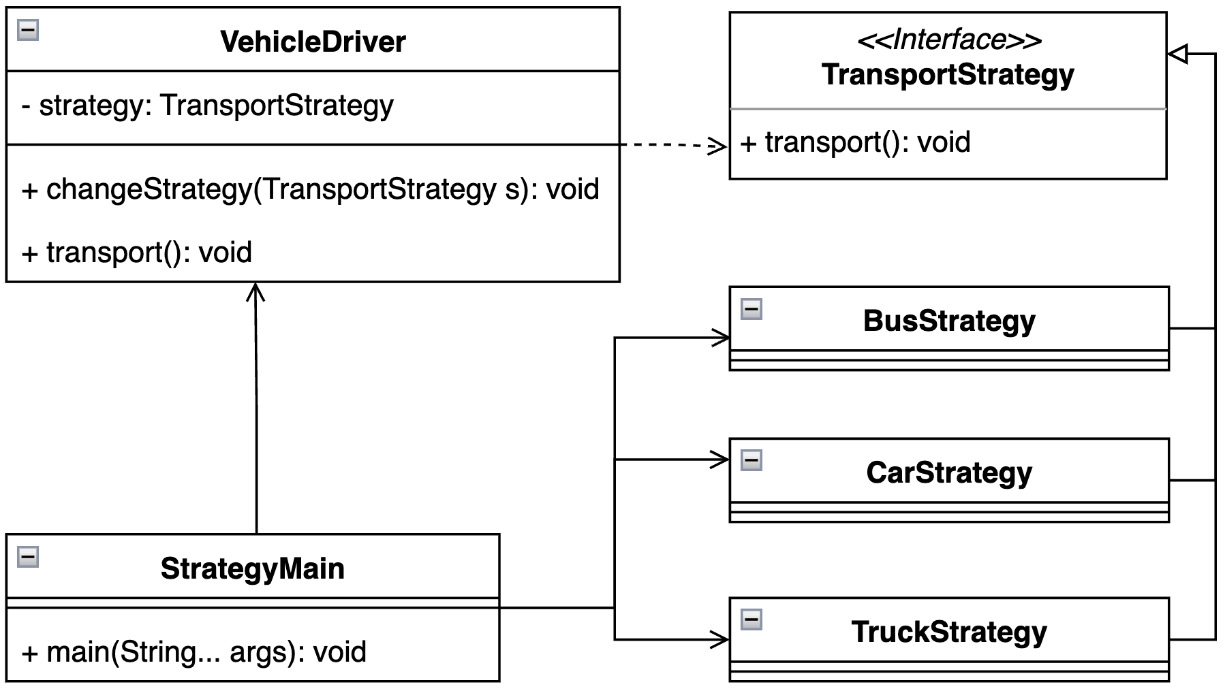 VehicleDriver
- strategy: TransportStrategy
+ changeStrategy(TransportStrategy s): void
+ transport(): void
<<Interface>>
TransportStrategy
+ transport(): void
BusStrategy
CarStrategy
TruckStrategy
StrategyMain
+ main(String... args): void